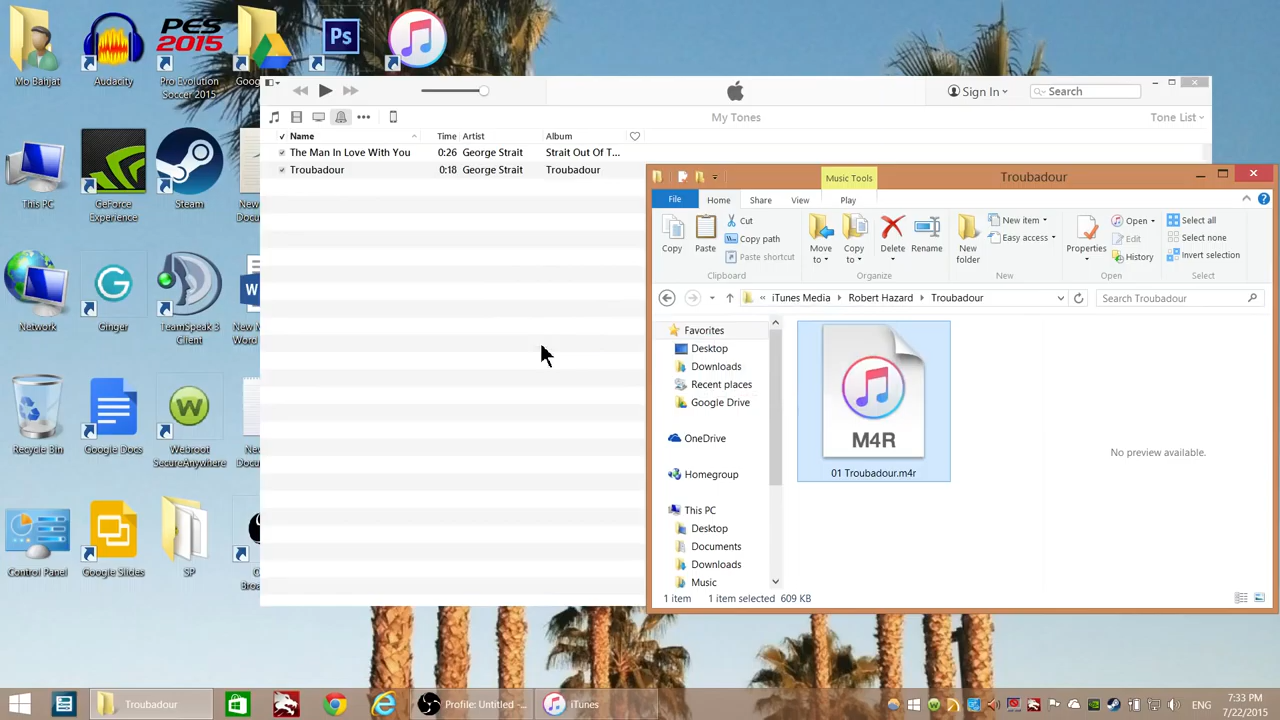 Mo Bahjat
Audacity
PES
2015
Pro Evolution
Soccer 2015
Ps
This PC
GeForce
Experience
Steam
Network
Ginger
TeamSpeak 3
Client
Recycle Bin
Google Docs
Webroot
SecureAnywhere
Control Panel
Google Slides
SP
Sign In
Search
My Tones
Tone List
Name
Time
Artist
Album
The Man In Love With You
0:26
George Strait
Strait Out Of T...
Troubadour
0:18
George Strait
Troubadour
Music Tools
Troubadour
File
Home
Share
View
Play
Copy
Paste
Cut
Copy path
Paste shortcut
Clipboard
Move
to
Copy
to
Delete
Rename
Organize
New
folder
New item
Easy access
New
Properties
Open
Edit
History
Open
Select all
Select none
Invert selection
Select
« iTunes Media
Robert Hazard
Troubadour
Search Troubadour
Favorites
Desktop
Downloads
Recent places
Google Drive
OneDrive
Homegroup
This PC
Desktop
Documents
Downloads
Music
M4R
01 Troubadour.m4r
No preview available.
1 item
1 item selected 609 KB
Troubadour
Profile: Untitled -...
iTunes
ENG
7:33 PM
7/22/2015